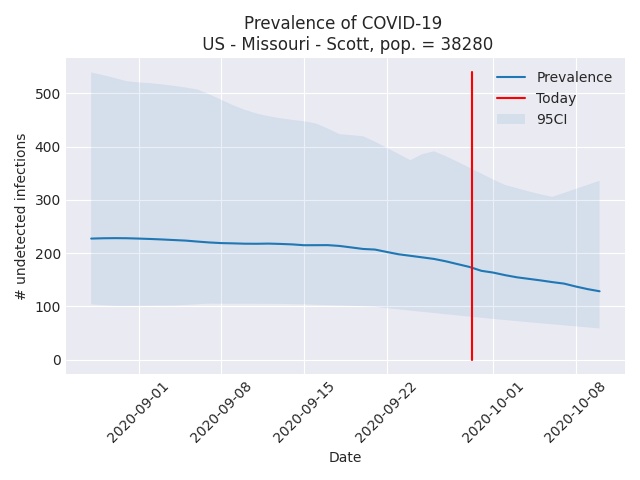 Prevalence of COVID-19
US - Missouri - Scott, pop. = 38280
Prevalence
Today
95CI
# undetected infections
500
400
300
200
100
0
2020-09-01
2020-09-08
2020-09-15
2020-09-22
2020-10-01
2020-10-08
Date